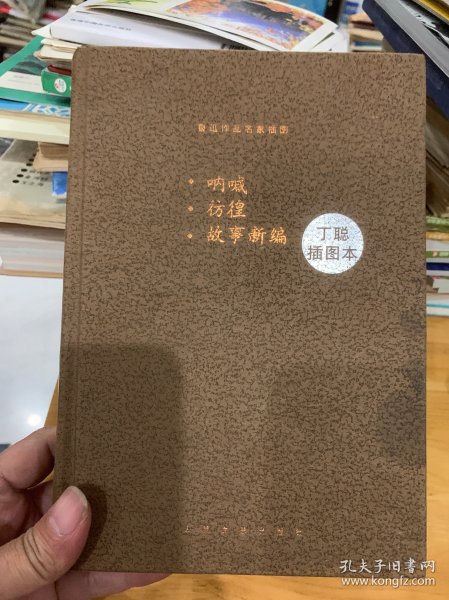 鲁迅作品名家插图
· 呐喊
· 彷徨
· 故事新编
丁聪
插图本
孔夫子旧书网
www.kongfz.com